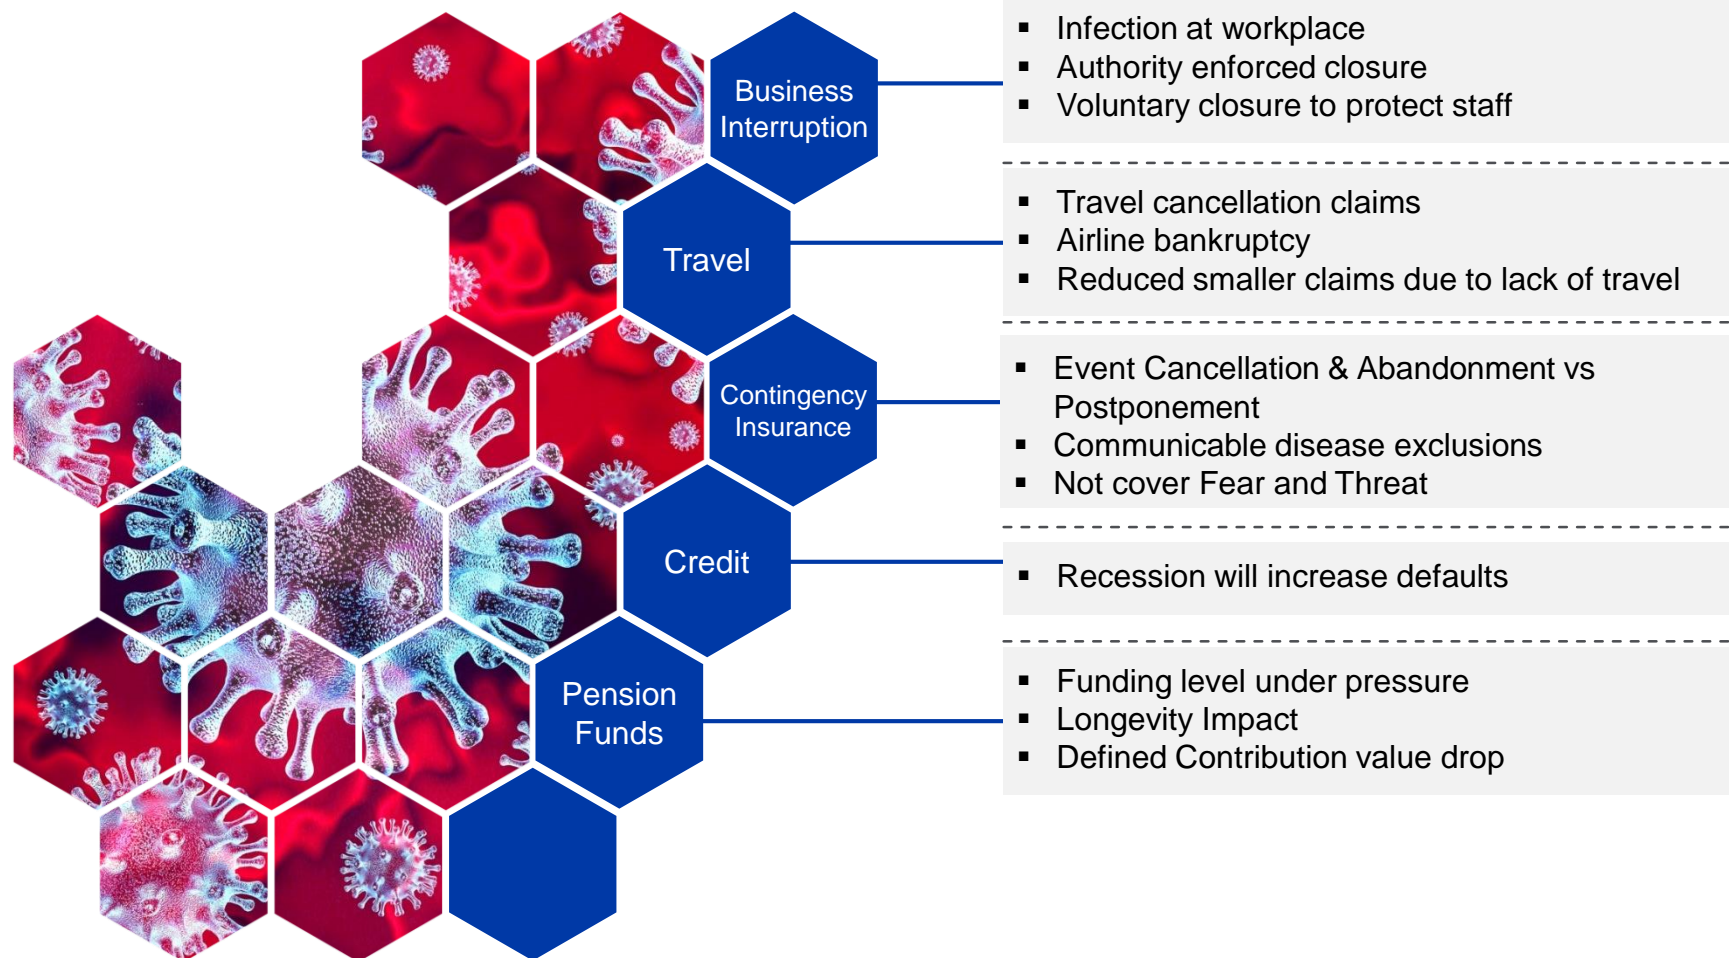 Business
Interruption
▪ Infection at workplace
▪ Authority enforced closure
▪ Voluntary closure to protect staff
Travel
▪ Travel cancellation claims
▪ Airline bankruptcy
▪ Reduced smaller claims due to lack of travel
Contingency
Insurance
▪ Event Cancellation & Abandonment vs
Postponement
▪ Communicable disease exclusions
▪ Not cover Fear and Threat
Credit
▪ Recession will increase defaults
Pension
Funds
▪ Funding level under pressure
▪ Longevity Impact
▪ Defined Contribution value drop